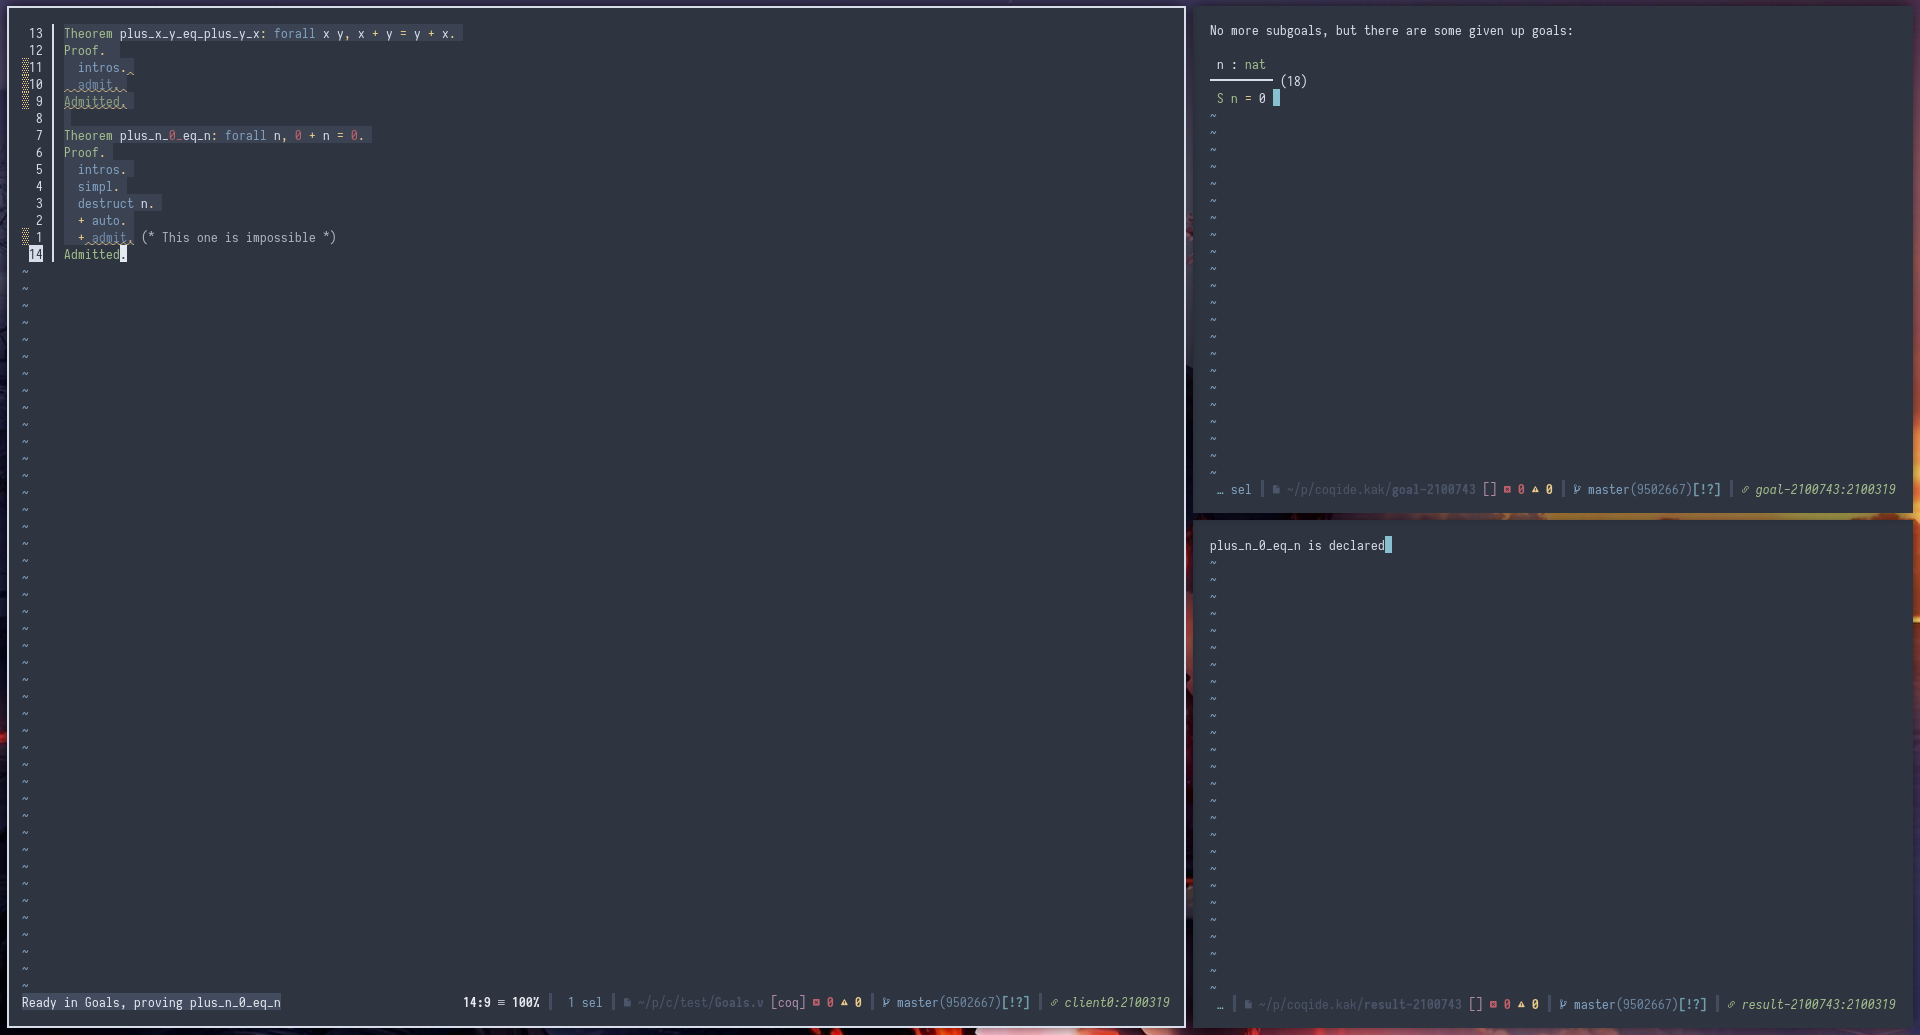 13 Theorem plus_x_y_eq_plus_y_x: forall x y, x + y = y + x.
12 Proof.
11 intros.
10 admit.
9 Admitted.
8
7 Theorem plus_n_0_eq_n: forall n, 0 + n = 0.
6 Proof.
5 intros.
4 simpl.
3 destruct n.
2 + auto.
1 + admit. (* This one is impossible *)
14 Admitted.
Ready in Goals, proving plus_n_0_eq_n 14:9 ≡ 100% 1 sel ~/p/c/test/Goals.v [coq] 0 0 master(9502667)[!?] client0:2100319
No more subgoals, but there are some given up goals:
n : nat
(18)
S n = 0
… sel ~/p/coqide.kak/goal-2100743 [] 0 0 master(9502667)[!?] goal-2100743:2100319
plus_n_0_eq_n is declared
… ~/p/coqide.kak/result-2100743 [] 0 0 master(9502667)[!?] result-2100743:2100319